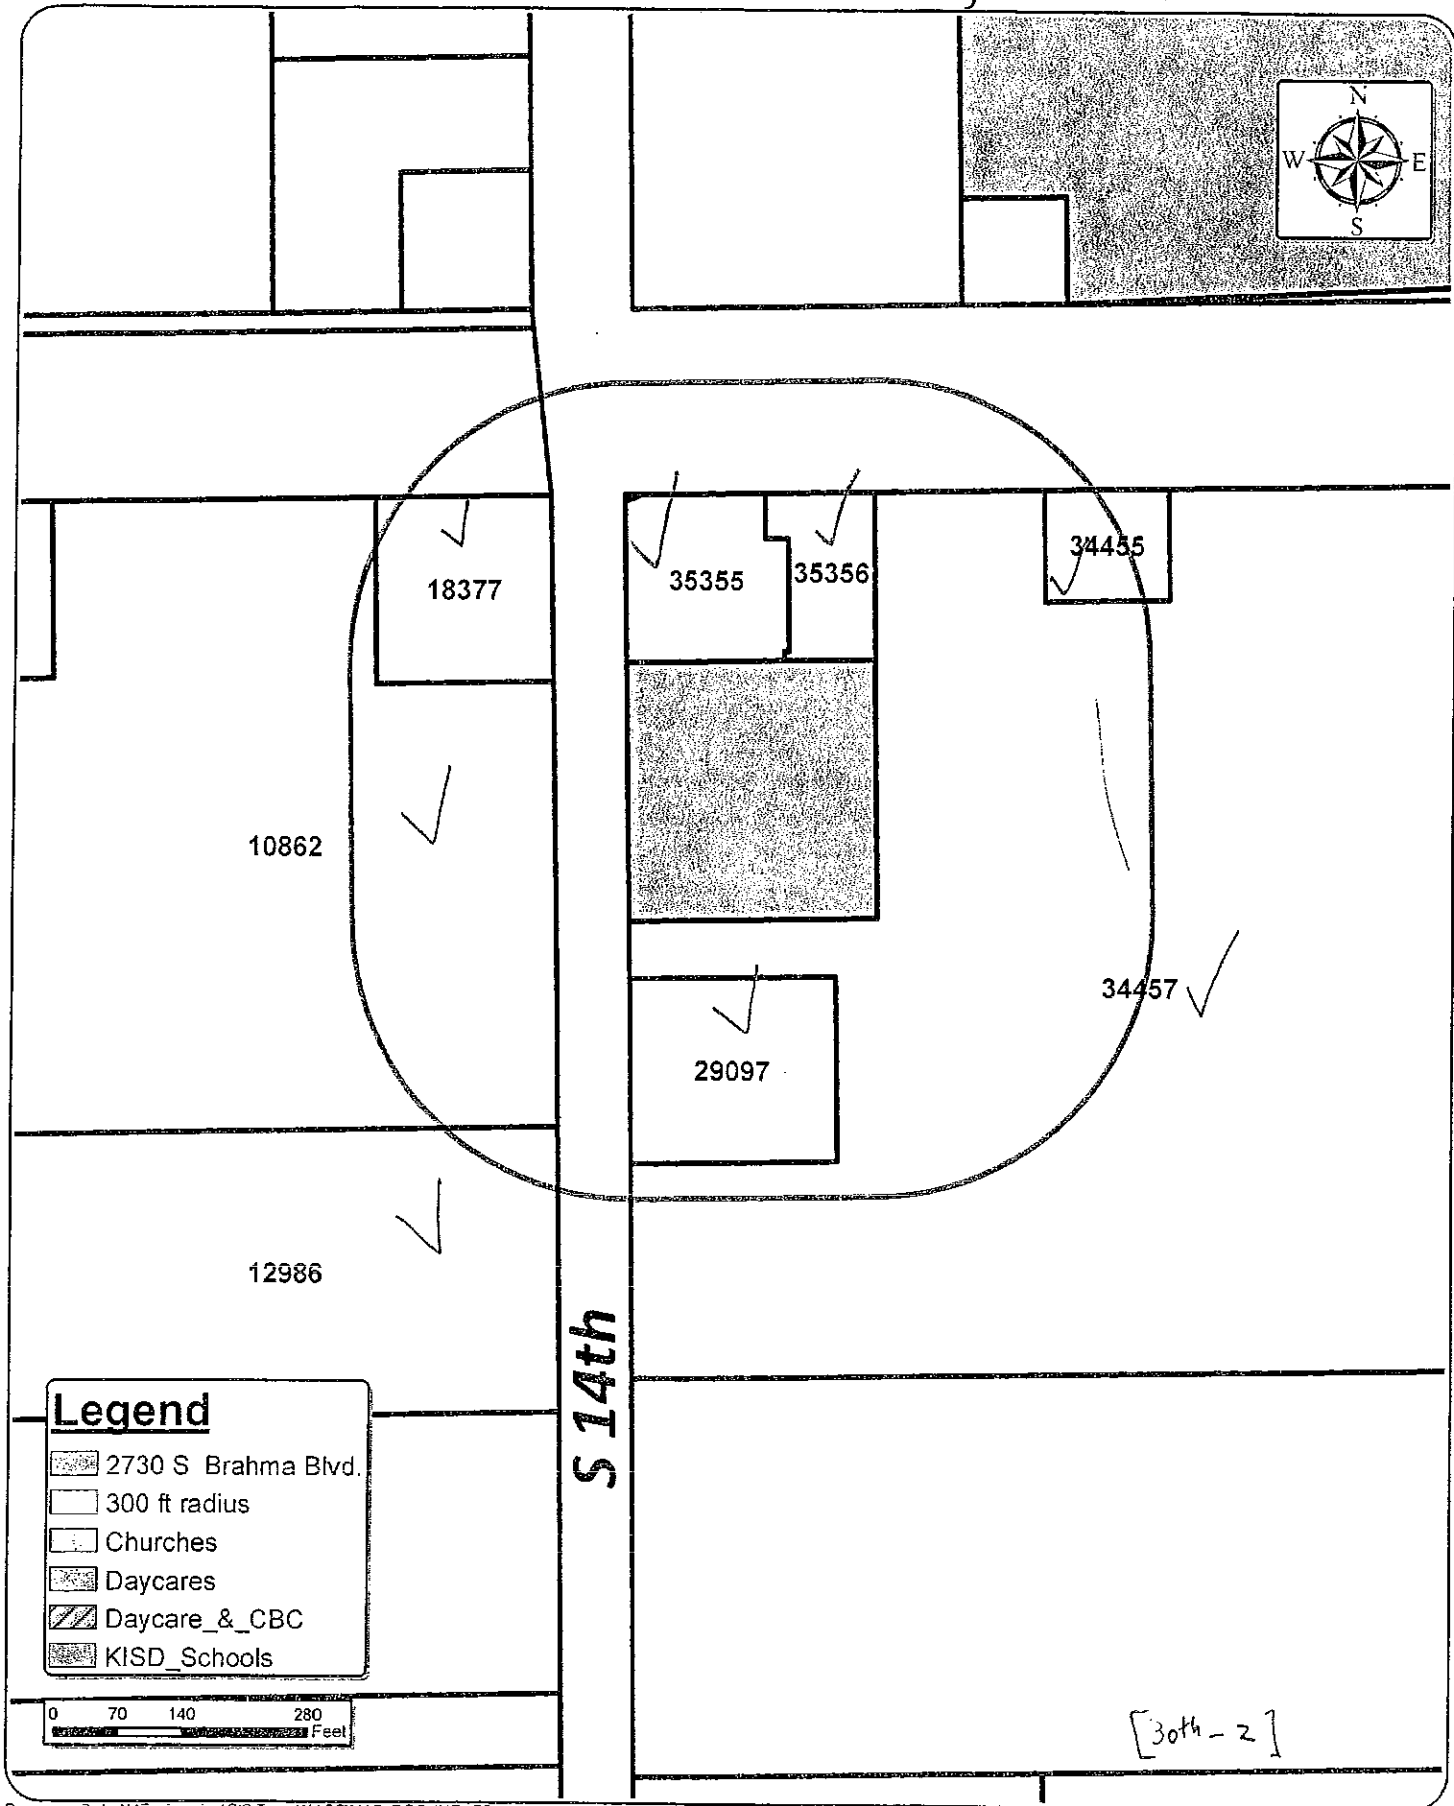 N
W E
S
34455
18377
35355
35356
10862
34457
29097
12986
S 14th
Legend
2730 S Brahma Blvd.
300 ft radius
Churches
Daycares
Daycare_&_CBC
KISD_Schools
0 70 140 280
Feet
[30th - 2]